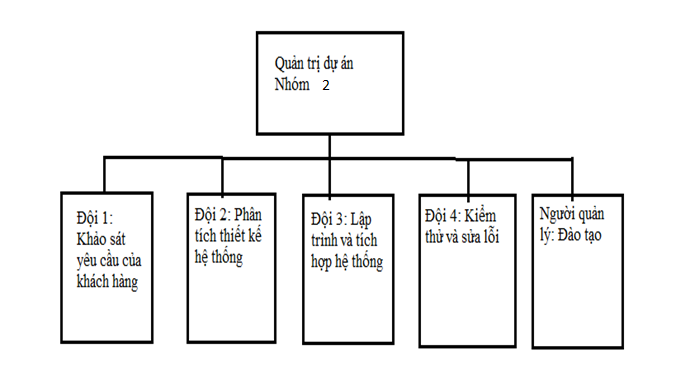 Quản trị dự án
Nhóm 2
Đội 1:
Khảo sát
yêu cầu của
khách hàng
Đội 2: Phân
tích thiết kế
hệ thống
Đội 3: Lập
trình và tích
hợp hệ thống
Đội 4: Kiểm
thử và sửa lỗi
Người quản
lý: Đào tạo